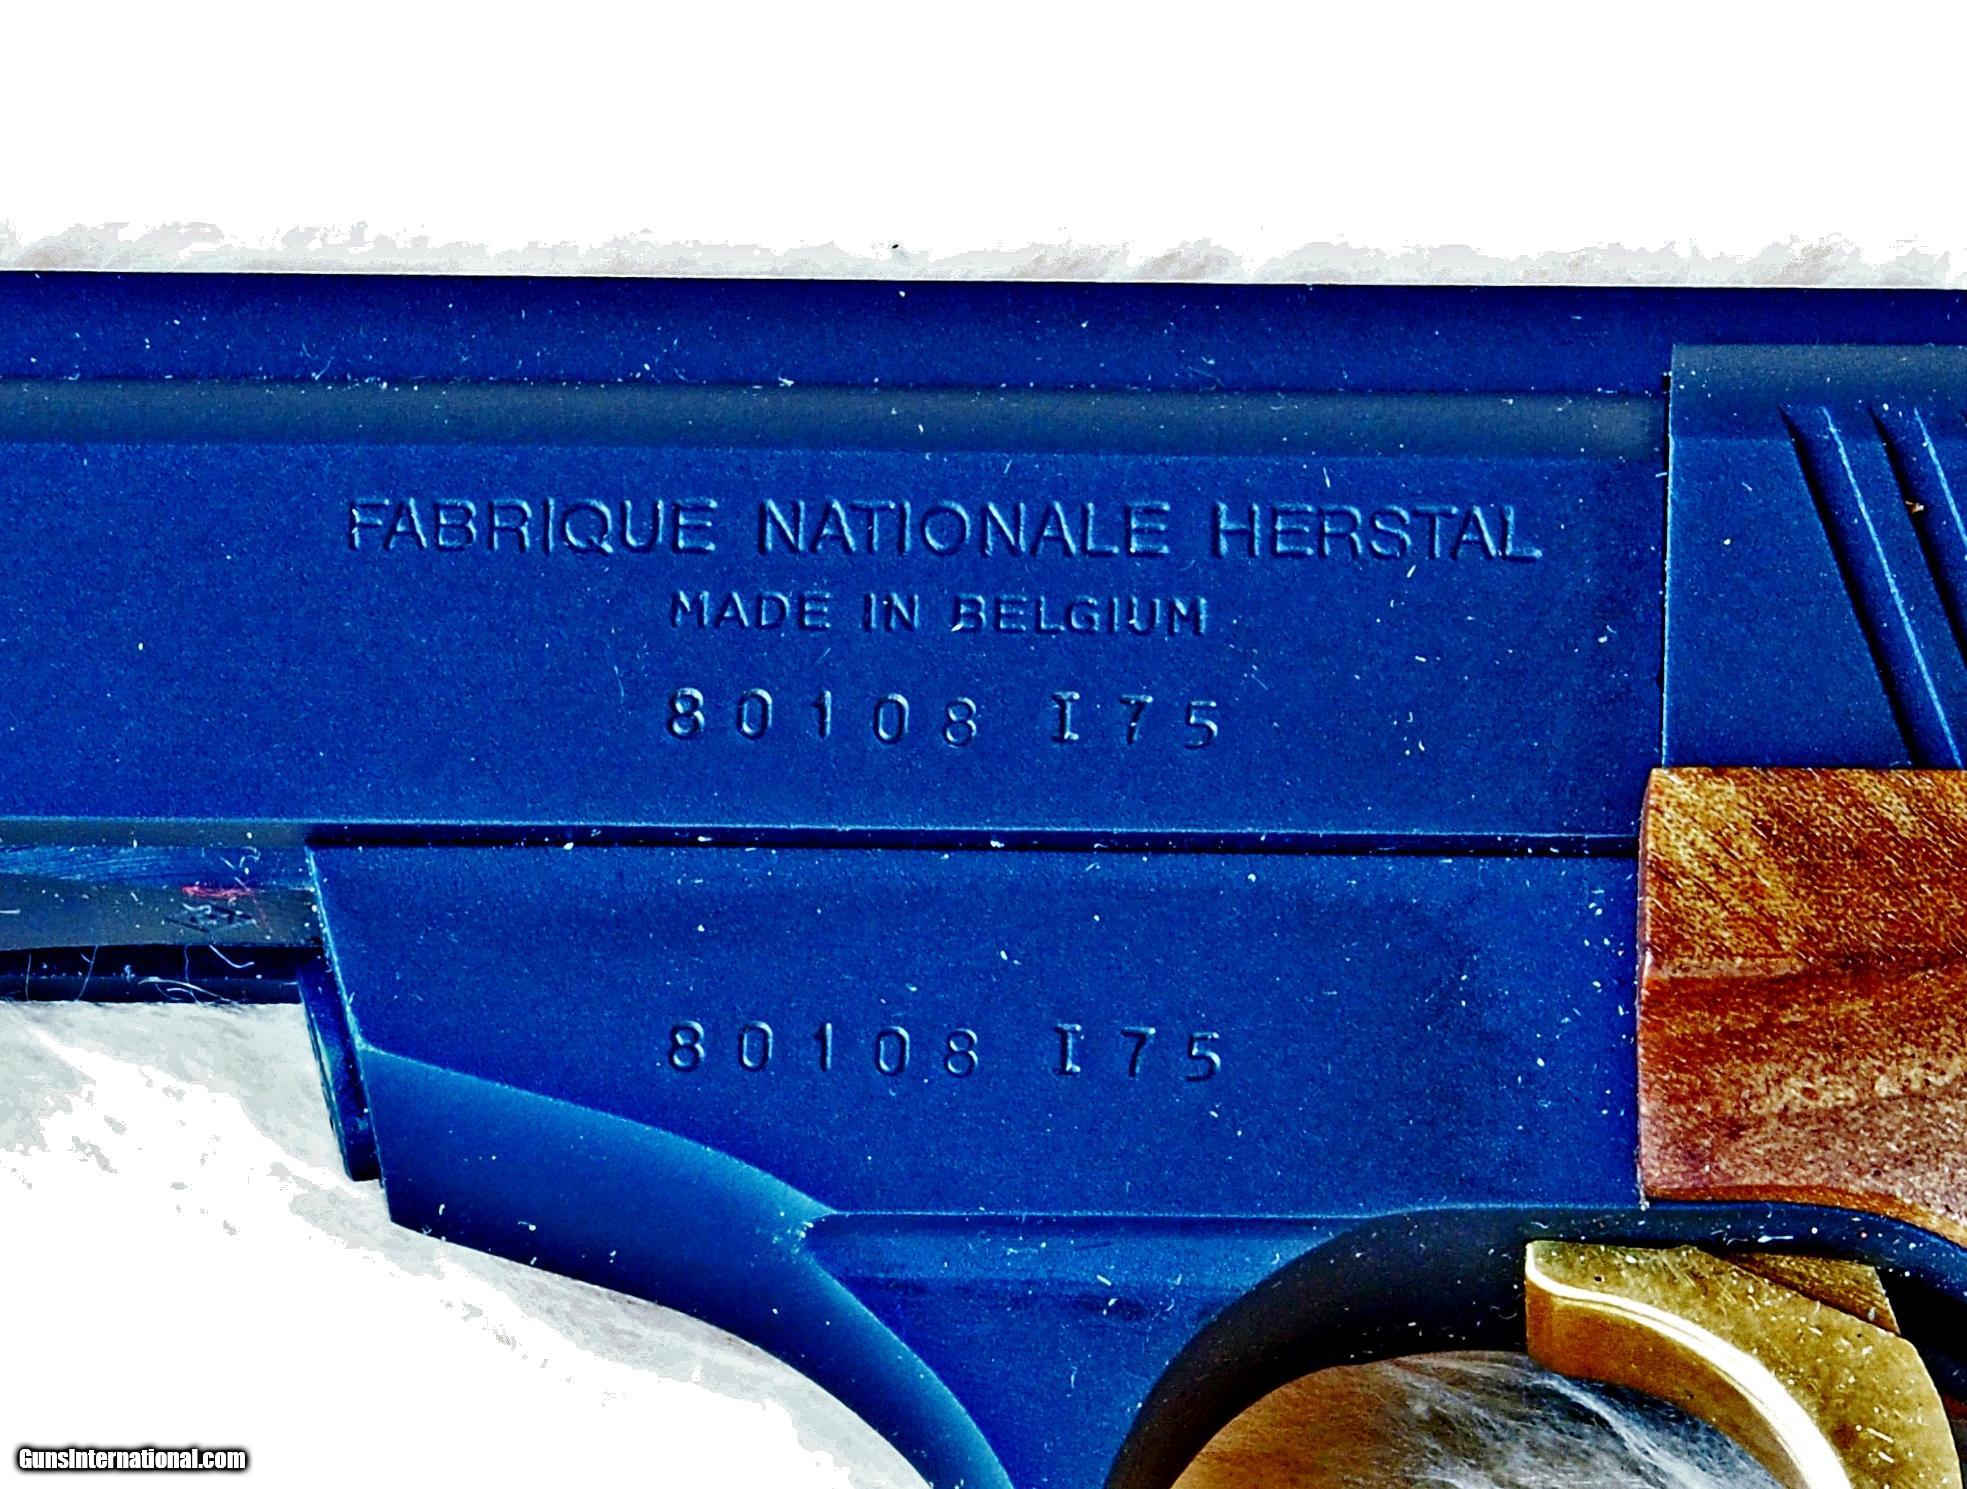 FABRIQUE NATIONALE HERSTAL
MADE IN BELGIUM
80108 I75
80108 I75
GunsInternational.com